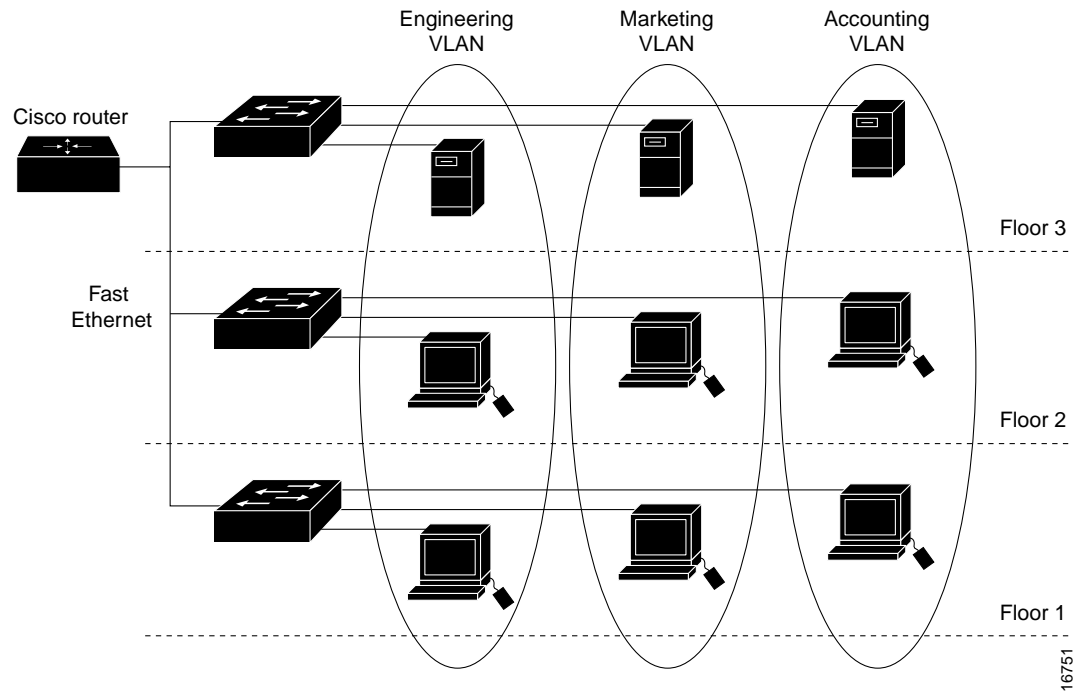 Engineering
VLAN
Marketing
VLAN
Accounting
VLAN
Cisco router
Floor 3
Fast
Ethernet
Floor 2
Floor 1
16751